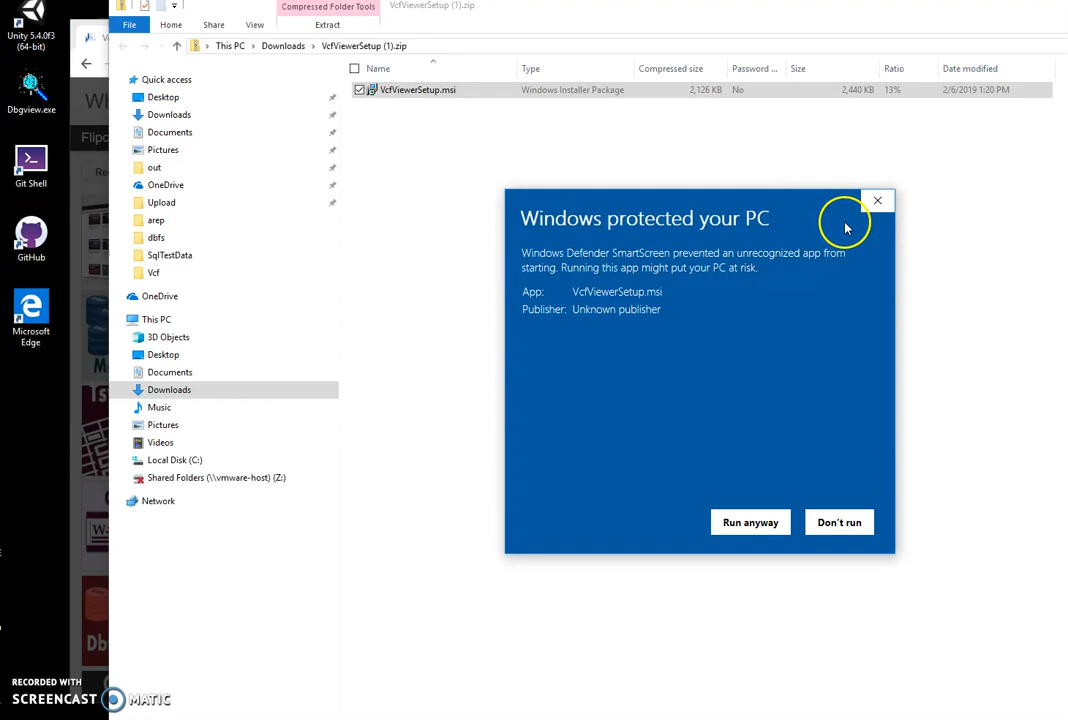 Compressed Folder Tools
VcfViewerSetup (1).zip
File
Home
Share
View
Extract
This PC
Downloads
VcfViewerSetup (1).zip
Name
Type
Compressed size
Password ...
Size
Ratio
Date modified
VcfViewerSetup.msi
Windows Installer Package
2,126 KB
No
2,440 KB
13%
2/6/2019 1:20 PM
Unity 5.4.0f3
(64-bit)
Dbgview.exe
Git Shell
GitHub
Microsoft
Edge
Quick access
Desktop
Downloads
Documents
Pictures
out
OneDrive
Upload
arep
dbfs
SqlTestData
Vcf
OneDrive
This PC
3D Objects
Desktop
Documents
Downloads
Music
Pictures
Videos
Local Disk (C:)
Shared Folders (\\vmware-host) (Z:)
Network
Windows protected your PC
Windows Defender SmartScreen prevented an unrecognized app from
starting. Running this app might put your PC at risk.
App: VcfViewerSetup.msi
Publisher: Unknown publisher
Run anyway
Don't run
RECORDED WITH
SCREENCAST MATIC